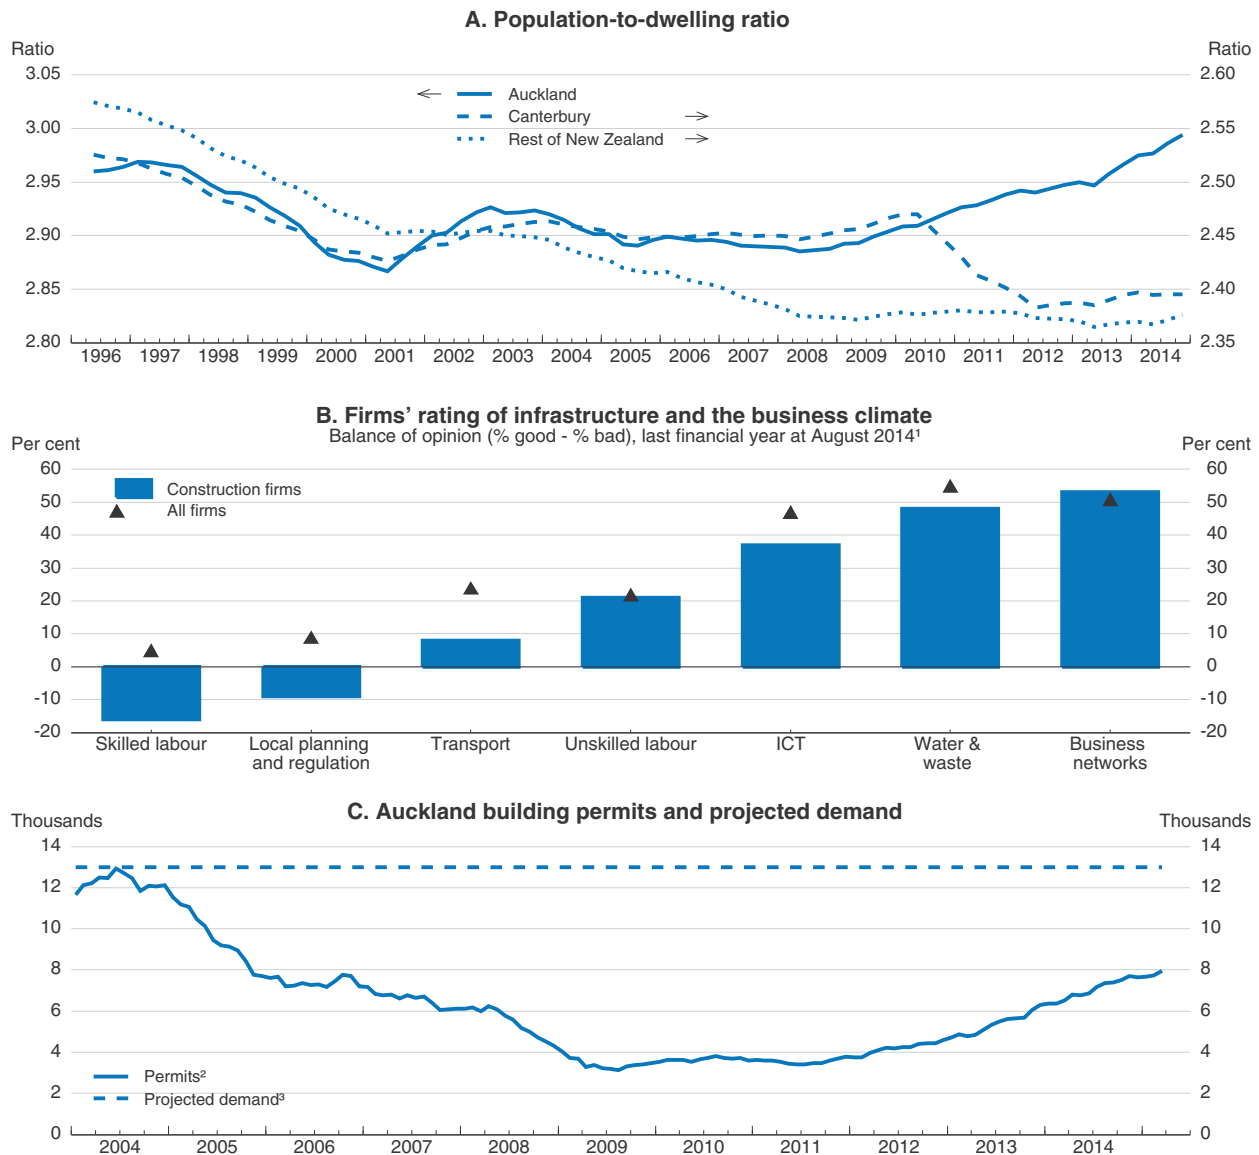 A. Population-to-dwelling ratio
Ratio Ratio
3.05 2.60
Auckland
Canterbury
Rest of New Zealand
3.00 2.55
2.95 2.50
2.90 2.45
2.85 2.40
2.80 2.35
1996 1997 1998 1999 2000 2001 2002 2003 2004 2005 2006 2007 2008 2009 2010 2011 2012 2013 2014
B. Firms’ rating of infrastructure and the business climate
Balance of opinion (% good - % bad), last financial year at August 2014¹
Per cent Per cent
60 60
Construction firms
50 50
All firms
40 40
30 30
20 20
10 10
0 0
-10 -10
-20 -20
Skilled labour Local planning Transport Unskilled labour ICT Water & Business
and regulation waste networks
C. Auckland building permits and projected demand
Thousands Thousands
14 14
12 12
10 10
8 8
6 6
4 4
Permits²
2 2
Projected demand³
0 0
2004 2005 2006 2007 2008 2009 2010 2011 2012 2013 2014